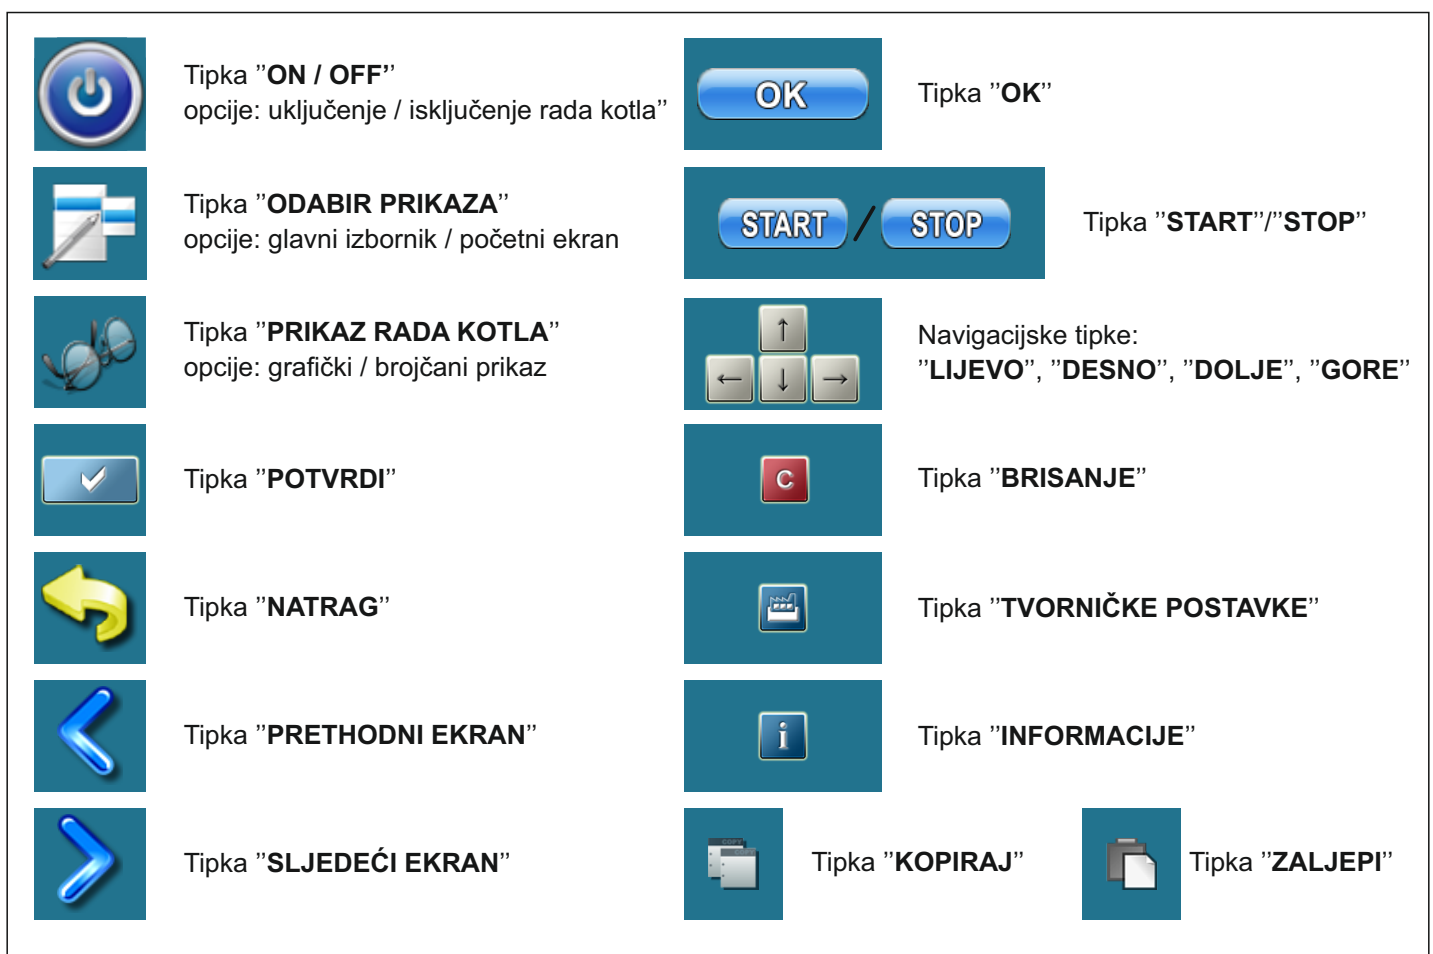 Tipka ’’ON / OFF’’
opcije: uključenje / isključenje rada kotla’’
Tipka ’’ODABIR PRIKAZA’’
opcije: glavni izbornik / početni ekran
Tipka ’’PRIKAZ RADA KOTLA’’
opcije: grafički / brojčani prikaz
Tipka ’’POTVRDI’’
Tipka ’’NATRAG’’
Tipka ’’PRETHODNI EKRAN’’
Tipka ’’SLJEDEĆI EKRAN’’
OK
Tipka ’’OK’’
START / STOP
Tipka ’’START’’/’’STOP’’
↑
← ↓ →
Navigacijske tipke:
’’LIJEVO’’, ’’DESNO’’, ’’DOLJE’’, ’’GORE’’
C
Tipka ’’BRISANJE’’
Tipka ’’TVORNIČKE POSTAVKE’’
i
Tipka ’’INFORMACIJE’’
COPY
COPY
Tipka ’’KOPIRAJ’’
Tipka ’’ZALJEPI’’